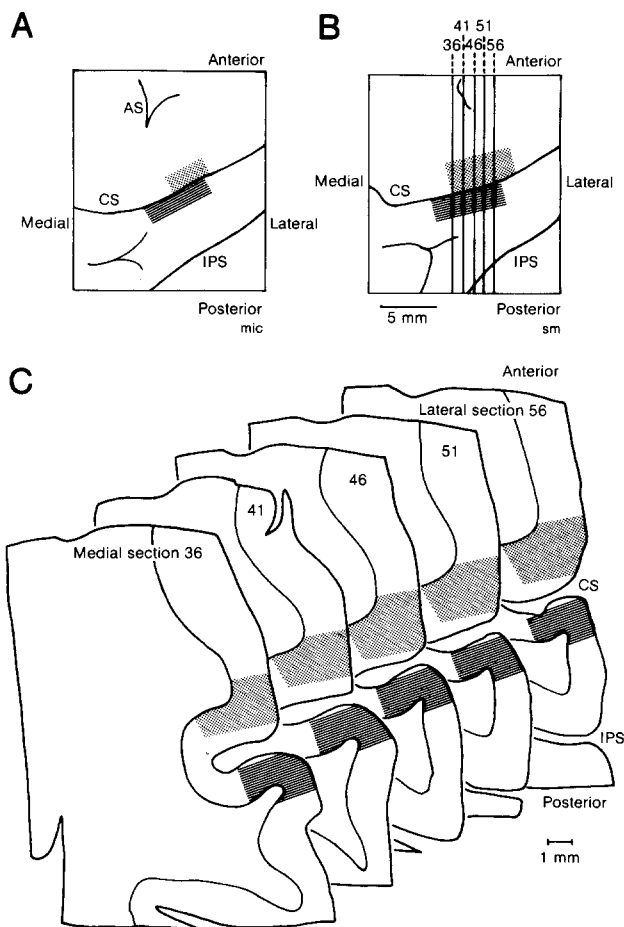 A
Anterior
AS
CS
Medial
Lateral
IPS
Posterior
mic
B
41 51
36 46 56
Anterior
Medial
CS
Lateral
IPS
Posterior
5 mm
sm
C
Anterior
Lateral section 56
51
46
41
Medial section 36
CS
IPS
Posterior
1 mm